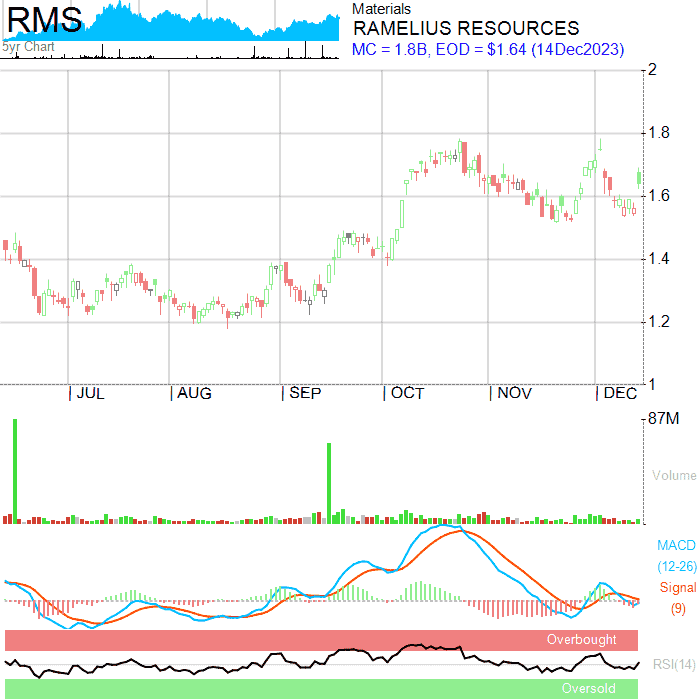 RMS
5yr Chart
Materials
RAMELIUS RESOURCES
MC = 1.8B, EOD = $1.64 (14Dec2023)
2
1.8
1.6
1.4
1.2
1
JUL AUG SEP OCT NOV DEC
87M
Volume
MACD
(12-26)
Signal
(9)
Overbought
RSI(14)
Oversold